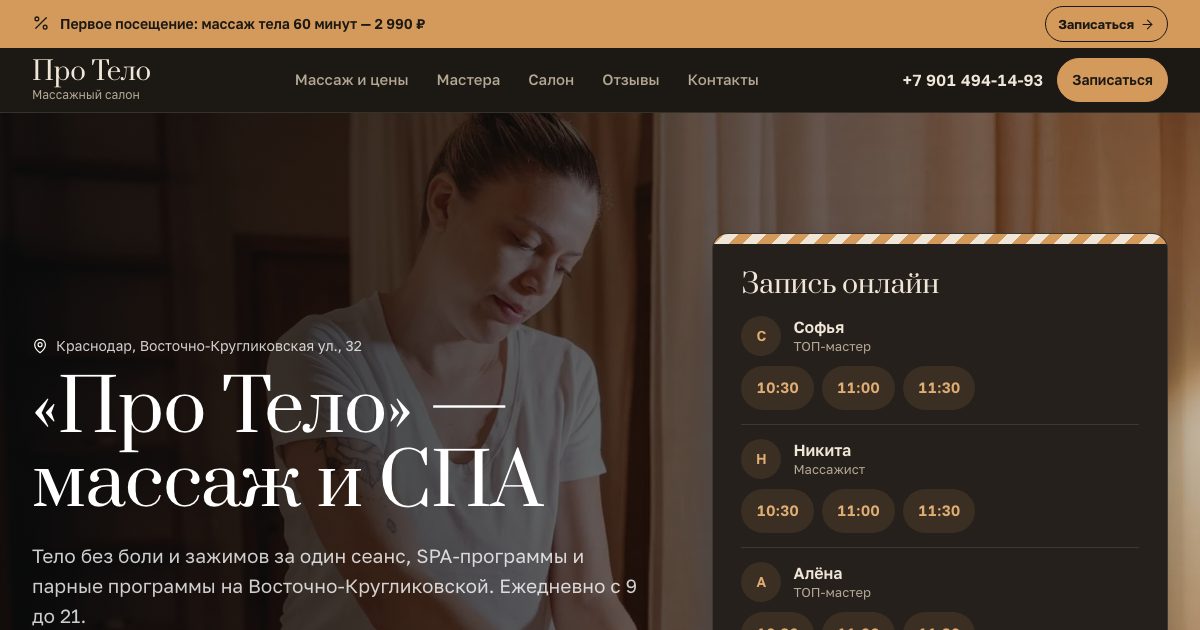 Первое посещение: массаж тела 60 минут — 2 990 ₽
Записаться →
Про Тело
Массажный салон
Массаж и цены
Мастера
Салон
Отзывы
Контакты
+7 901 494-14-93
Записаться
Краснодар, Восточно-Кругликовская ул., 32
«Про Тело» —
массаж и СПА
Тело без боли и зажимов за один сеанс, SPA-программы и
парные программы на Восточно-Кругликовской. Ежедневно с 9
до 21.
Запись онлайн
С
Софья
ТОП-мастер
10:30 11:00 11:30
Н
Никита
Массажист
10:30 11:00 11:30
А
Алёна
ТОП-мастер